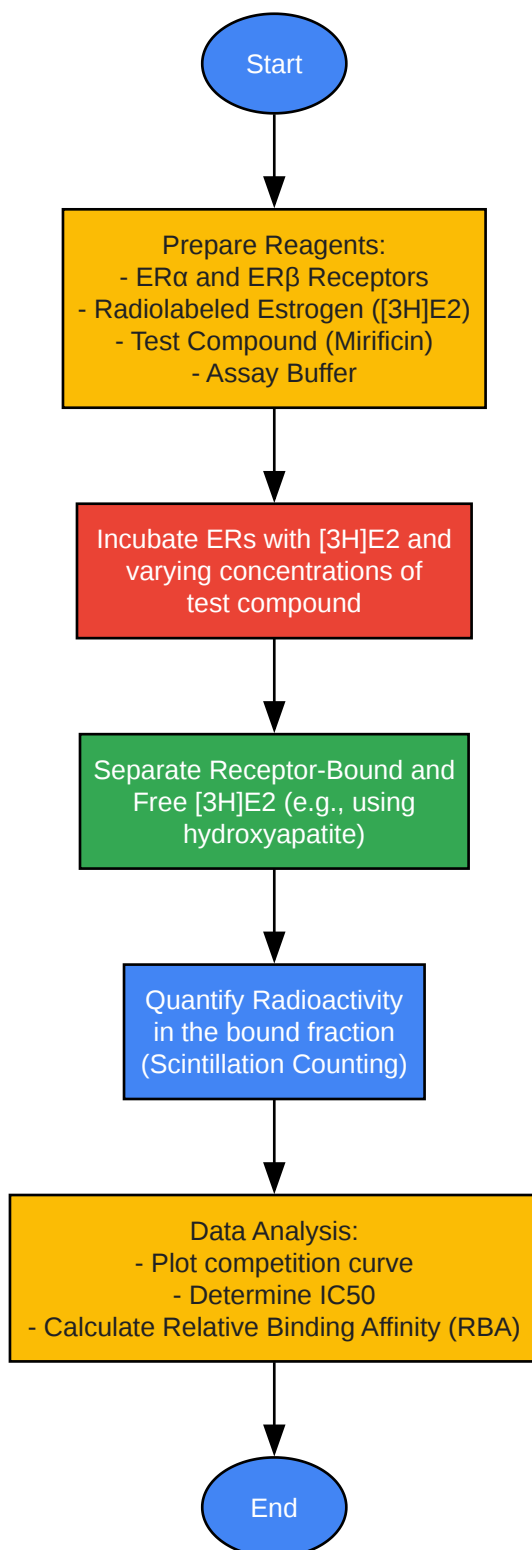 Start
Prepare Reagents:
- ERα and ERβ Receptors
- Radiolabeled Estrogen ([3H]E2)
- Test Compound (Mirificin)
- Assay Buffer
Incubate ERs with [3H]E2 and
varying concentrations of
test compound
Separate Receptor-Bound and
Free [3H]E2 (e.g., using
hydroxyapatite)
Quantify Radioactivity
in the bound fraction
(Scintillation Counting)
Data Analysis:
- Plot competition curve
- Determine IC50
- Calculate Relative Binding Affinity (RBA)
End